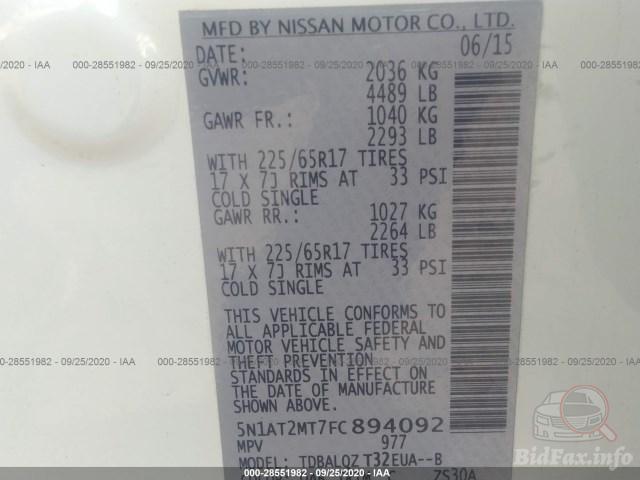 MFD BY NISSAN MOTOR CO., LTD.
DATE: 06/15
GVWR: 2036 KG
4489 LB
GAWR FR.: 1040 KG
2293 LB
WITH 225/65R17 TIRES
17 X 7J RIMS AT 33 PSI
COLD SINGLE
GAWR RR.: 1027 KG
2264 LB
WITH 225/65R17 TIRES
17 X 7J RIMS AT 33 PSI
COLD SINGLE
THIS VEHICLE CONFORMS TO
ALL APPLICABLE FEDERAL
MOTOR VEHICLE SAFETY AND
THEFT PREVENTION
STANDARDS IN EFFECT ON
THE DATE OF MANUFACTURE
SHOWN ABOVE.
5N1AT2MT7FC894092
MPV 977
MODEL: TDBALQZ T32EUA--B
ZS30A
000-28551982 - 09/25/2020 - IAA
BidFax.info